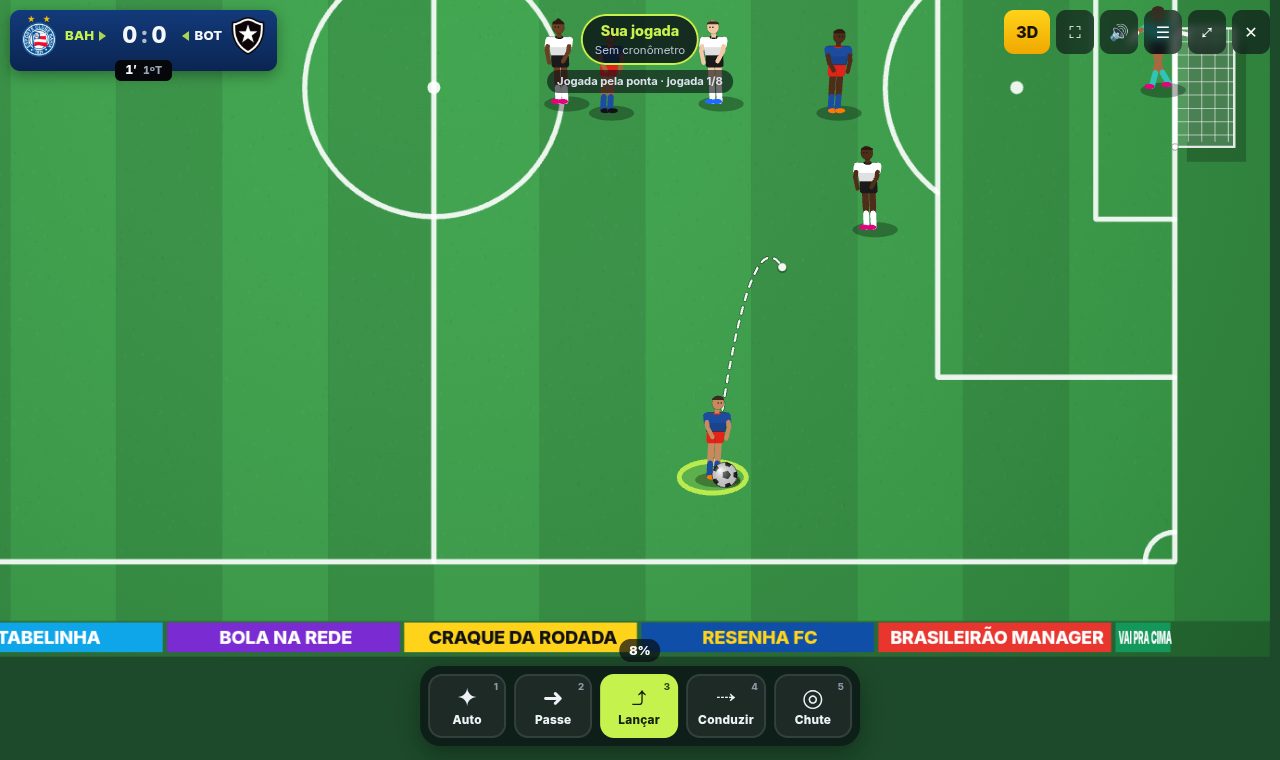 BAH 0:0 BOT
1' 1ºT
Sua jogada
Sem cronômetro
Jogada pela ponta · jogada 1/8
3D
TABELINHA
BOLA NA REDE
CRAQUE DA RODADA
RESENHA FC
BRASILEIRÃO MANAGER
VAI PRA CIMA
8%
1
Auto
2
Passe
3
Lançar
4
Conduzir
5
Chute